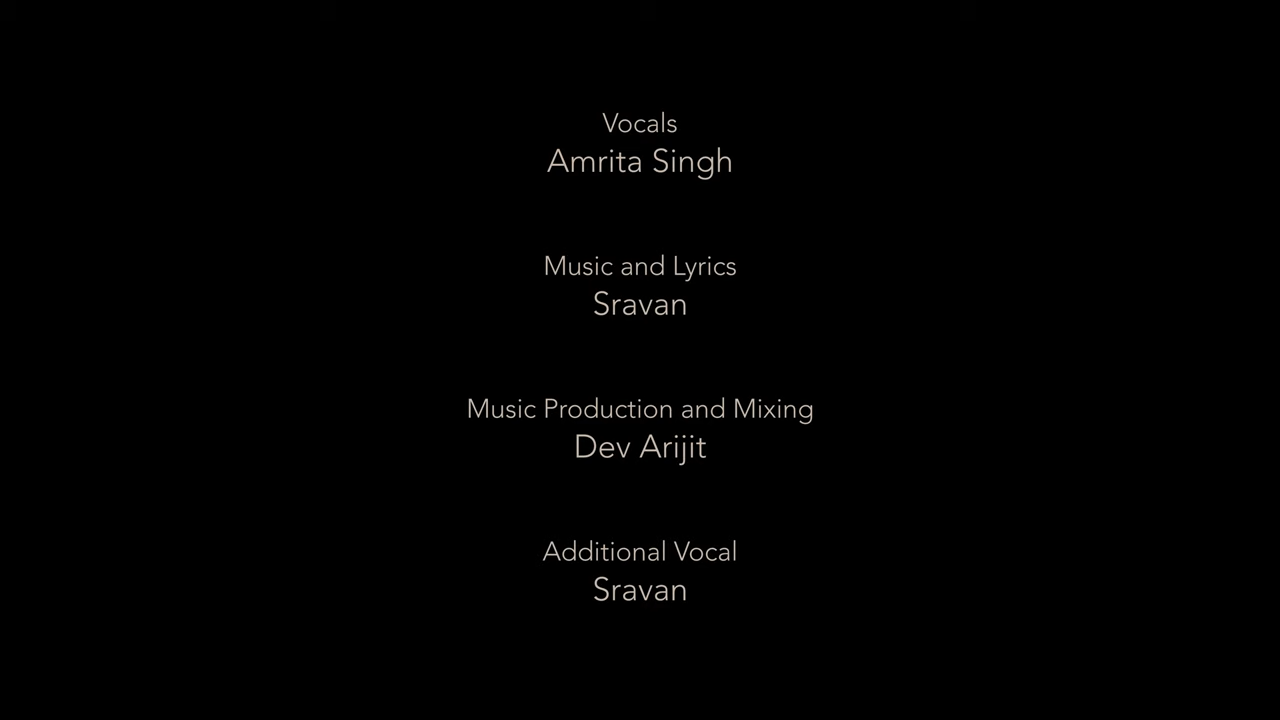 Vocals
Amrita Singh
Music and Lyrics
Sravan
Music Production and Mixing
Dev Arijit
Additional Vocal
Sravan